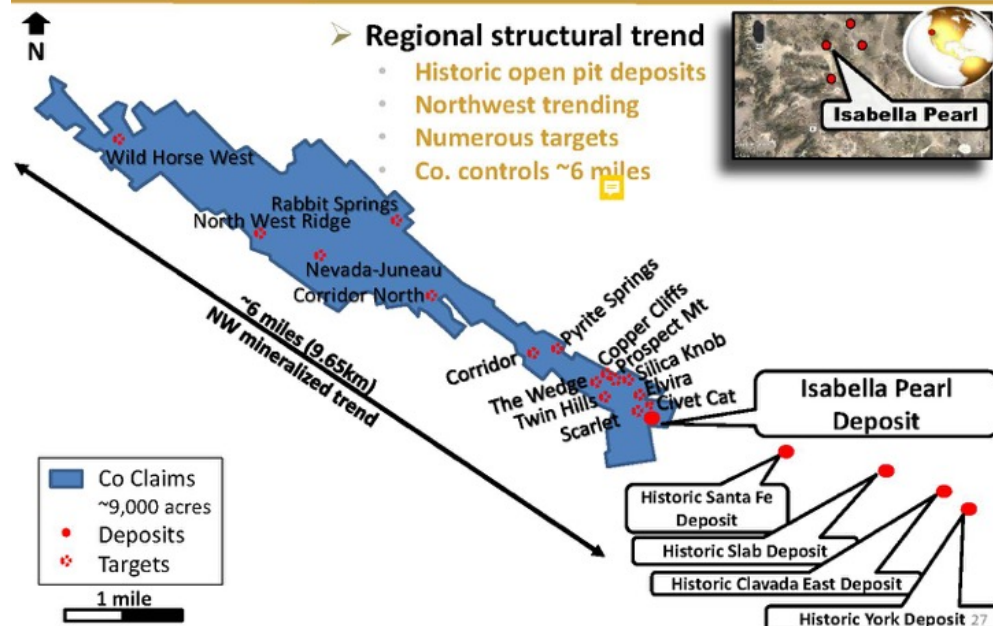 N
➤ Regional structural trend
• Historic open pit deposits
• Northwest trending
• Numerous targets
• Co. controls ~6 miles
Isabella Pearl
Wild Horse West
Rabbit Springs
North West Ridge
Nevada-Juneau
Corridor North
~6 miles (9.65km)
NW mineralized trend
Corridor
Pyrite Springs
Copper Cliffs
Prospect Mt
Silica Knob
The Wedge
Elvira
Twin Hills
Civet Cat
Scarlet
Isabella Pearl
Deposit
Historic Santa Fe
Deposit
Historic Slab Deposit
Historic Clavada East Deposit
Historic York Deposit
27
Co Claims
~9,000 acres
Deposits
Targets
1 mile